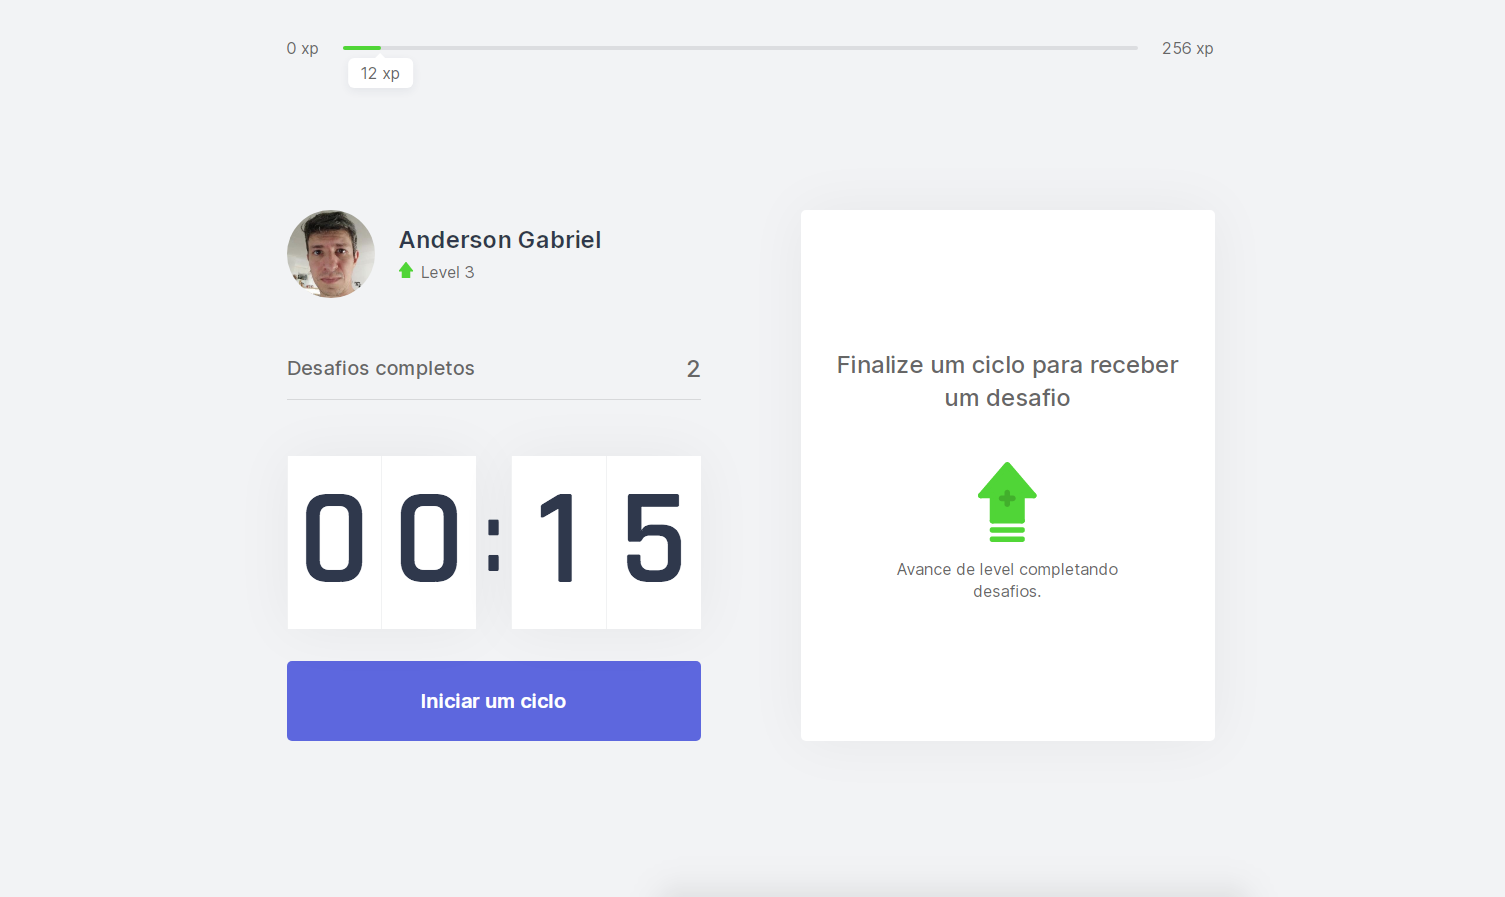 0 xp
256 xp
12 xp
Anderson Gabriel
Level 3
Desafios completos
2
00:15
Iniciar um ciclo
Finalize um ciclo para receber
um desafio
Avance de level completando
desafios.